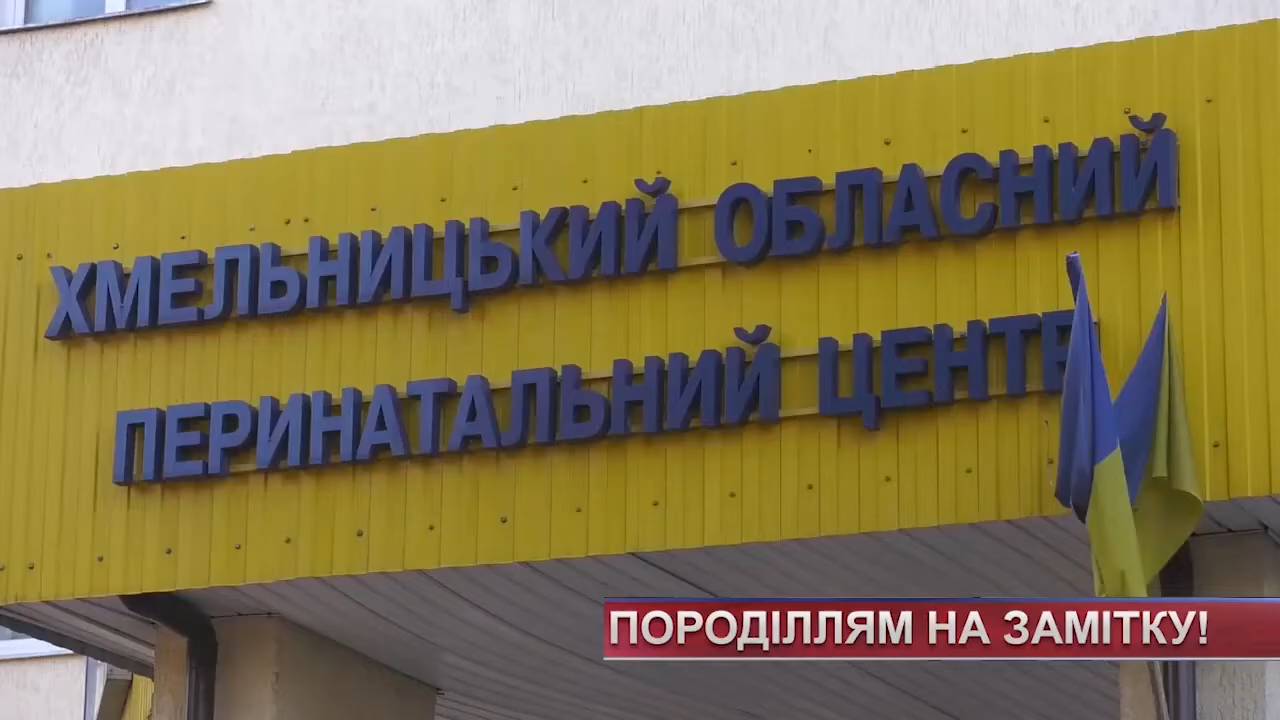 ХМЕЛЬНИЦЬКИЙ ОБЛАСНИЙ
ПЕРИНАТАЛЬНИЙ ЦЕНТР
ПОРОДІЛЛЯМ НА ЗАМІТКУ!